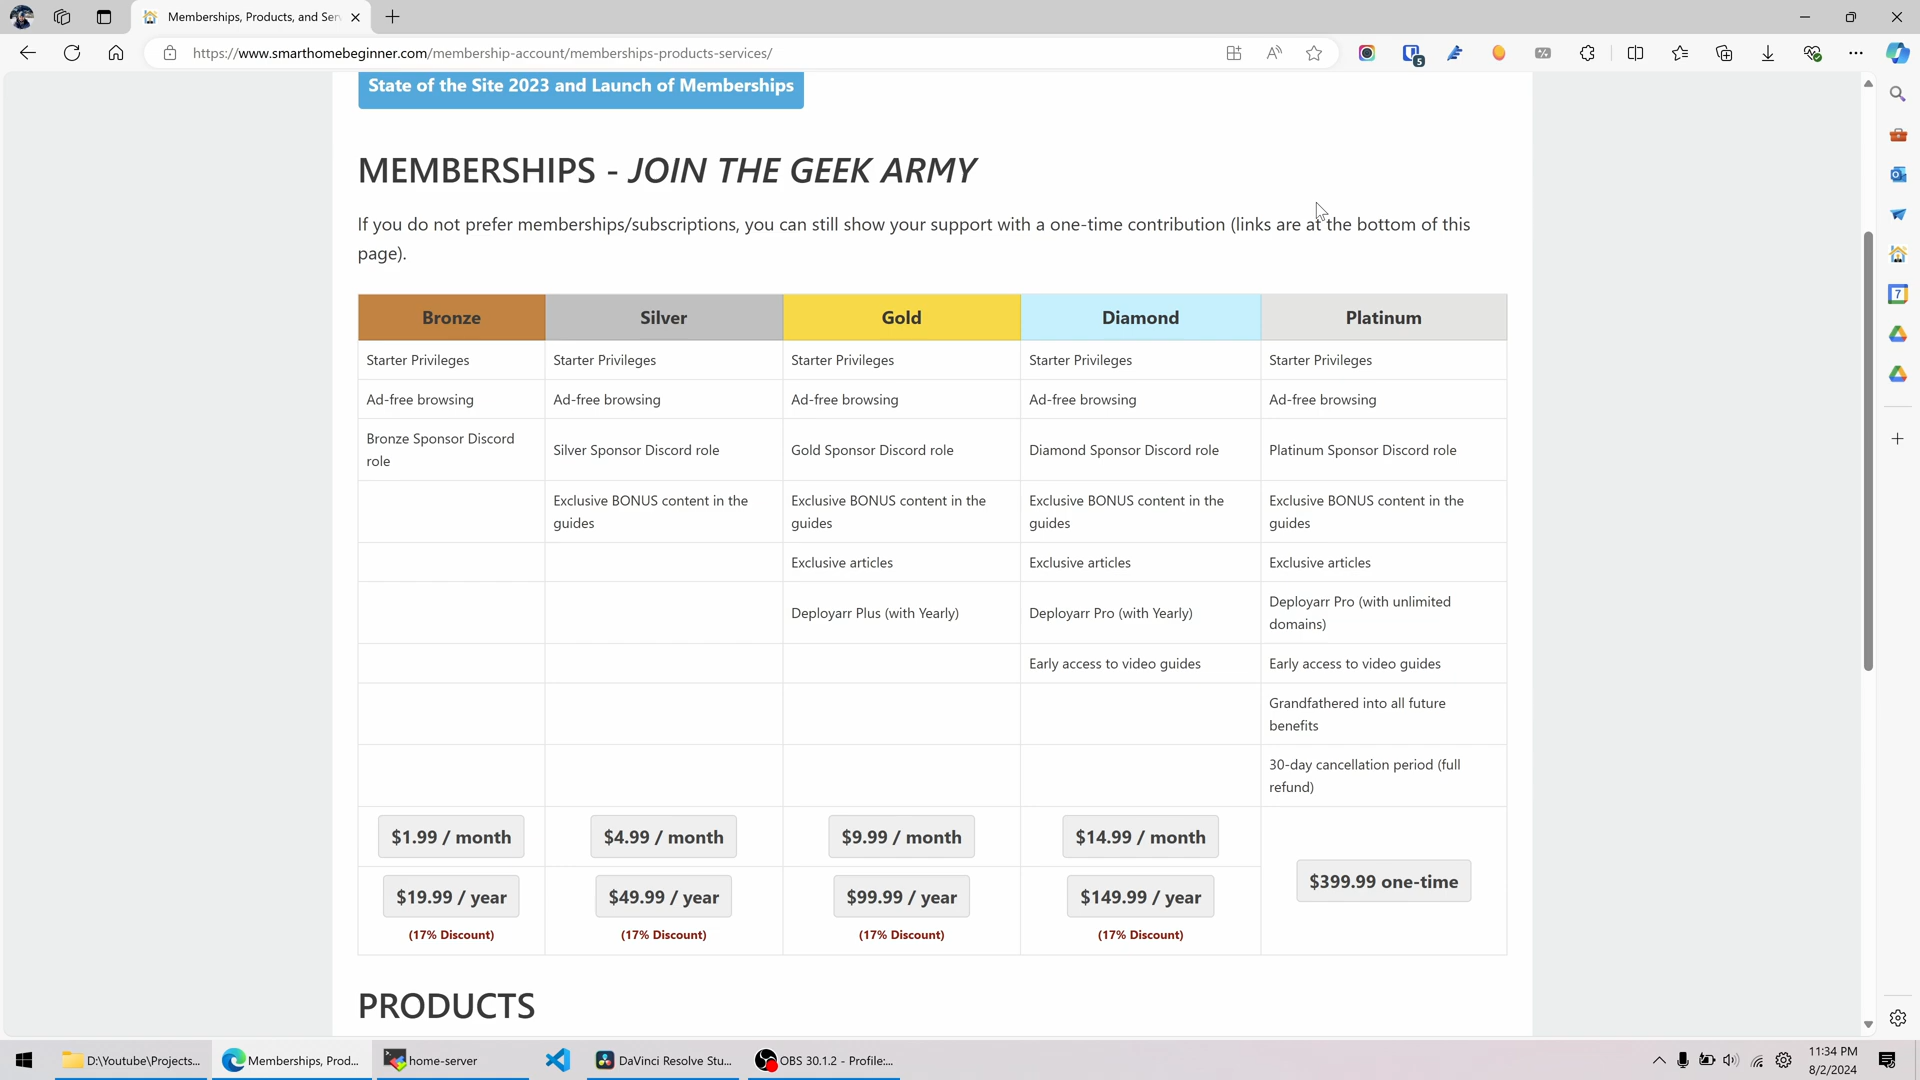 Memberships, Products, and Ser
https://www.smarthomebeginner.com/membership-account/memberships-products-services/
State of the Site 2023 and Launch of Memberships
MEMBERSHIPS - JOIN THE GEEK ARMY
If you do not prefer memberships/subscriptions, you can still show your support with a one-time contribution (links are at the bottom of this
page).
Bronze Silver Gold Diamond Platinum
Starter Privileges Starter Privileges Starter Privileges Starter Privileges Starter Privileges
Ad-free browsing Ad-free browsing Ad-free browsing Ad-free browsing Ad-free browsing
Bronze Sponsor Discord
role
Silver Sponsor Discord role Gold Sponsor Discord role Diamond Sponsor Discord role Platinum Sponsor Discord role
Exclusive BONUS content in the Exclusive BONUS content in the Exclusive BONUS content in the Exclusive BONUS content in the
guides guides guides guides
Exclusive articles Exclusive articles Exclusive articles
Deployarr Plus (with Yearly) Deployarr Pro (with Yearly) Deployarr Pro (with unlimited
domains)
Early access to video guides Early access to video guides
Grandfathered into all future
benefits
30-day cancellation period (full
refund)
$1.99 / month $4.99 / month $9.99 / month $14.99 / month
$399.99 one-time
$19.99 / year $49.99 / year $99.99 / year $149.99 / year
(17% Discount) (17% Discount) (17% Discount) (17% Discount)
PRODUCTS
D:\Youtube\Projects... Memberships, Prod... home-server DaVinci Resolve Stu... OBS 30.1.2 - Profile:...
11:34 PM
8/2/2024
5
7